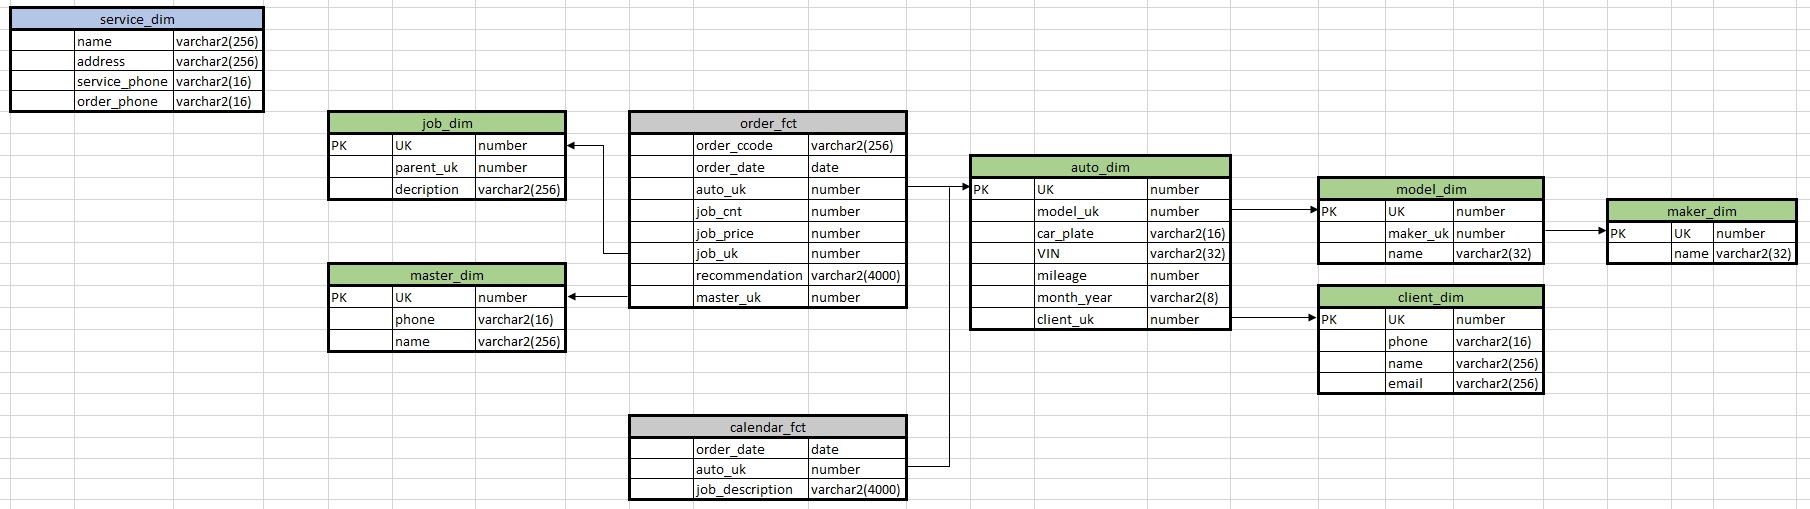 service_dim
name varchar2(256)
address varchar2(256)
service_phone varchar2(16)
order_phone varchar2(16)
job_dim
PK UK number
parent_uk number
decription varchar2(256)
master_dim
PK UK number
phone varchar2(16)
name varchar2(256)
order_fct
order_ccode varchar2(256)
order_date date
auto_uk number
job_cnt number
job_price number
job_uk number
recommendation varchar2(4000)
master_uk number
calendar_fct
order_date date
auto_uk number
job_description varchar2(4000)
auto_dim
PK UK number
model_uk number
car_plate varchar2(16)
VIN varchar2(32)
mileage number
month_year varchar2(8)
client_uk number
model_dim
PK UK number
maker_uk number
name varchar2(32)
client_dim
PK UK number
phone varchar2(16)
name varchar2(256)
email varchar2(256)
maker_dim
PK UK number
name varchar2(32)